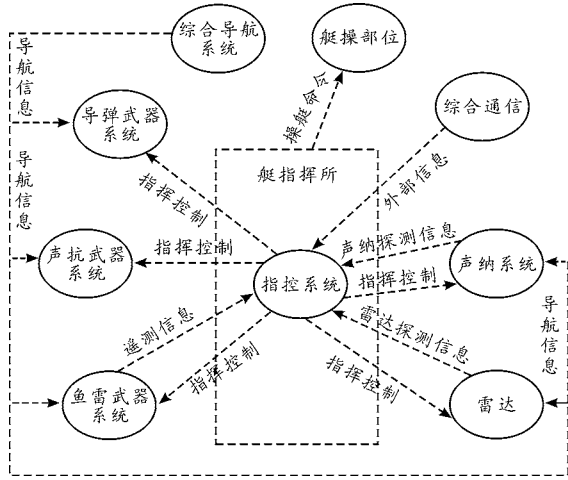 综合导航
系统
艇操部位
导航信息
操艇命令
综合通信
导弹武器
系统
导航信息
艇指挥所
外部信息
指挥控制
声纳探测信息
声抗武器
系统
指挥控制
指控系统
指挥控制
声纳系统
遥测信息
雷达探测信息
导航信息
指挥控制
指挥控制
鱼雷武器
系统
雷达